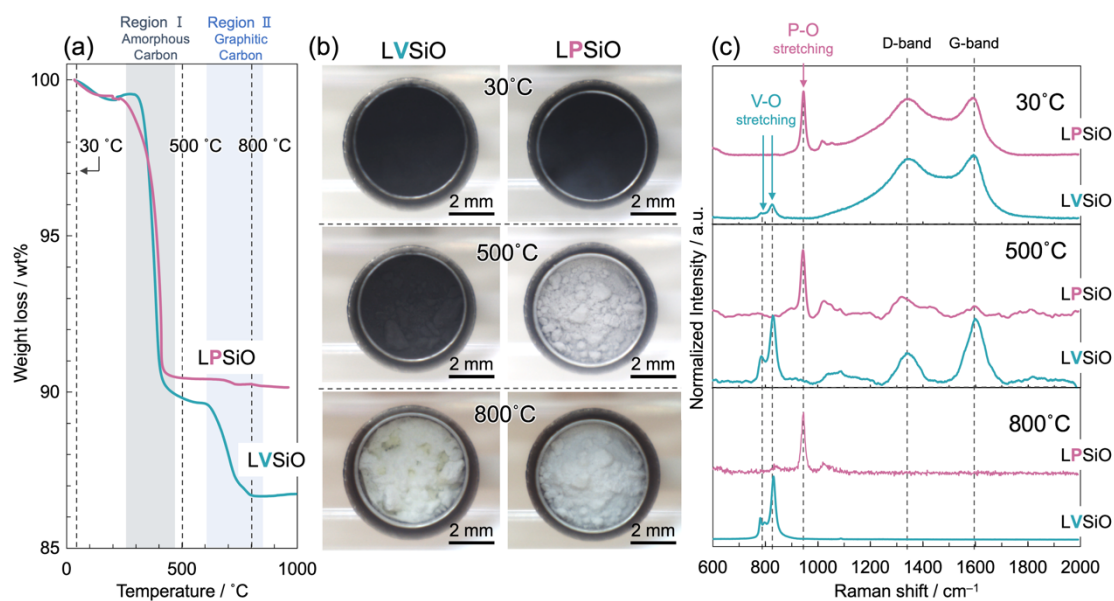 (a)
Region Ⅰ
Amorphous
Carbon
Region Ⅱ
Graphitic
Carbon
100
95
90
85
Weight loss / wt%
30˚C
500 ˚C
800˚C
LPSiO
LVSiO
0
500
1000
Temperature / ˚C
(b)
LVSiO
LPSiO
30˚C
2 mm
2 mm
500˚C
2 mm
2 mm
800˚C
2 mm
2 mm
(c)
P-O
stretching
D-band
G-band
V-O
stretching
30˚C
LPSiO
LVSiO
500˚C
LPSiO
LVSiO
800˚C
LPSiO
LVSiO
Normalized Intensity / a.u.
600
800
1000
1200
1400
1600
1800
2000
Raman shift / cm⁻¹